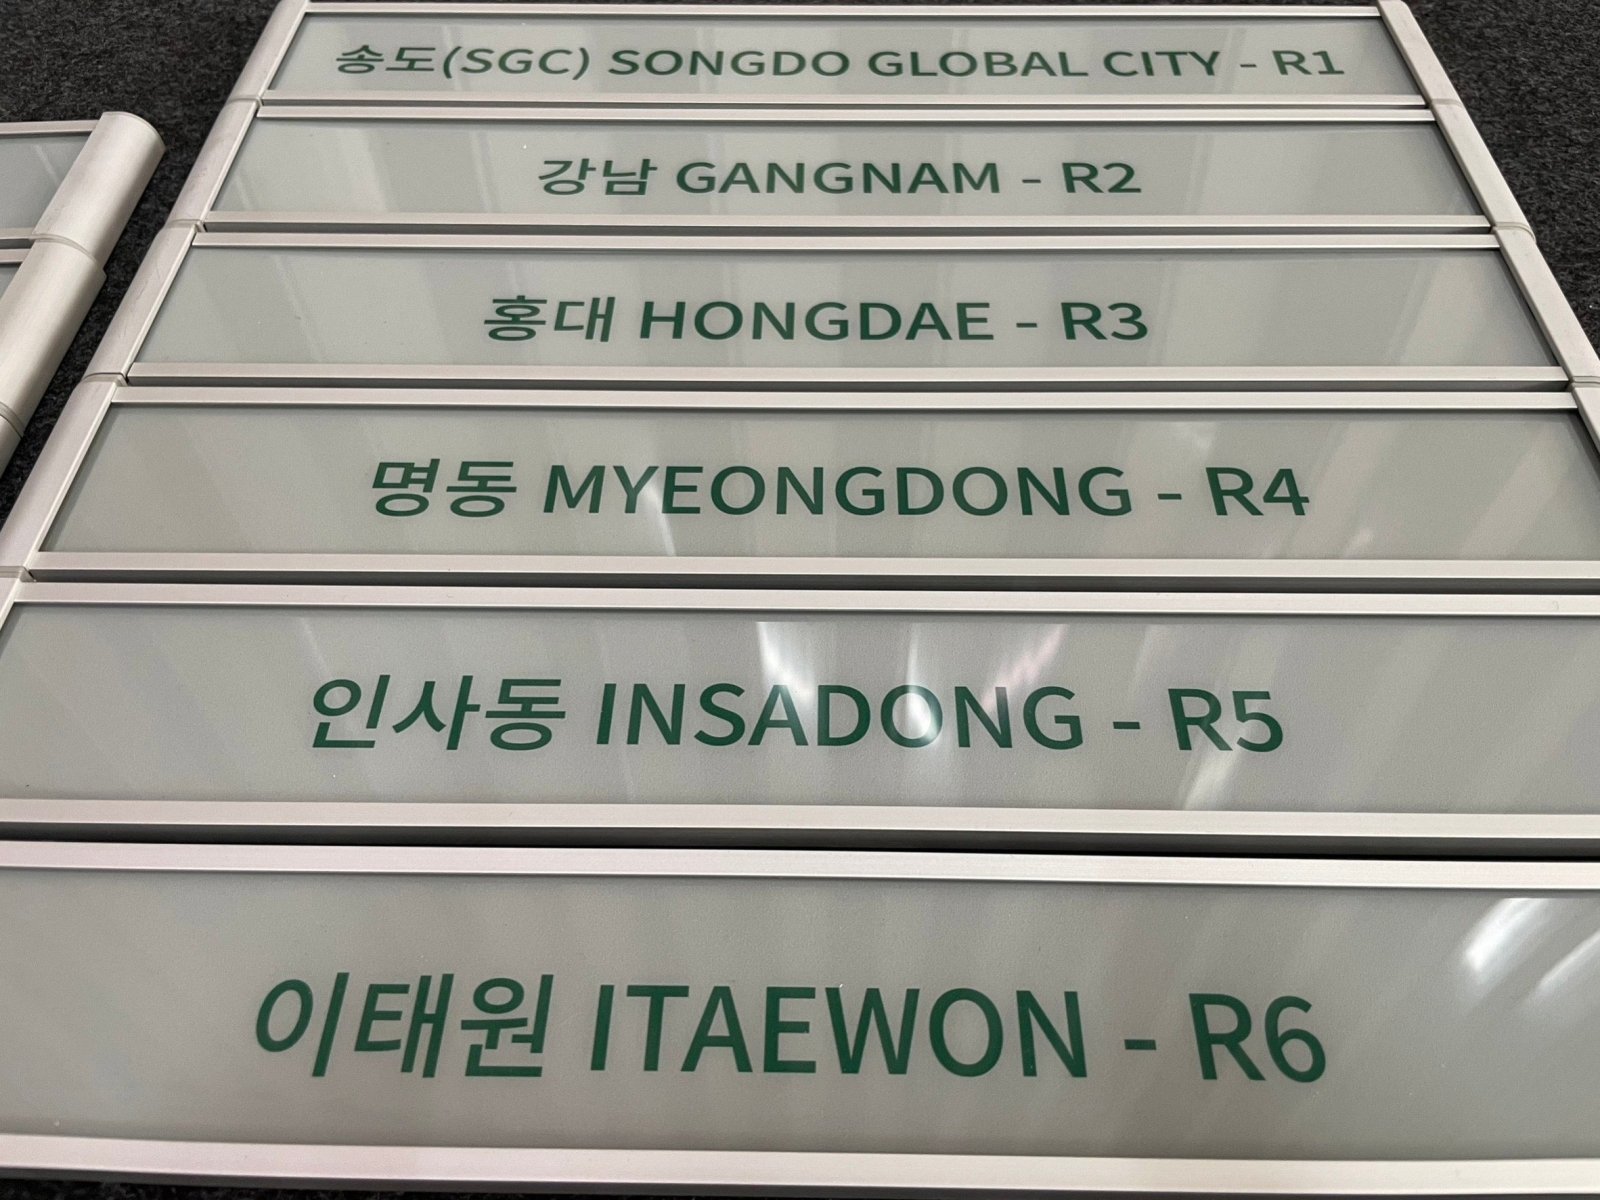 송도(SGC) SONGDO GLOBAL CITY - R1
강남 GANGNAM - R2
홍대 HONGDAE - R3
명동 MYEONGDONG - R4
인사동 INSADONG - R5
이태원 ITAEWON - R6